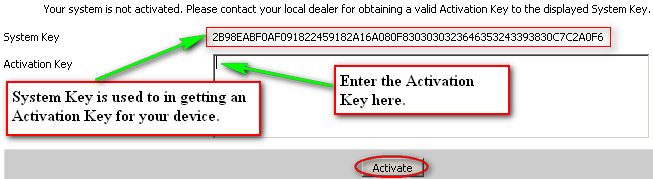 Your system is not activated. Please contact your local dealer for obtaining a valid Activation Key to the displayed System Key.
System Key
2B98EABF0AF091822459182A16A080F8303030323646353243393830C7C2A0F6
Activation Key
System Key is used to in getting an
Activation Key for your device.
Enter the Activation
Key here.
Activate